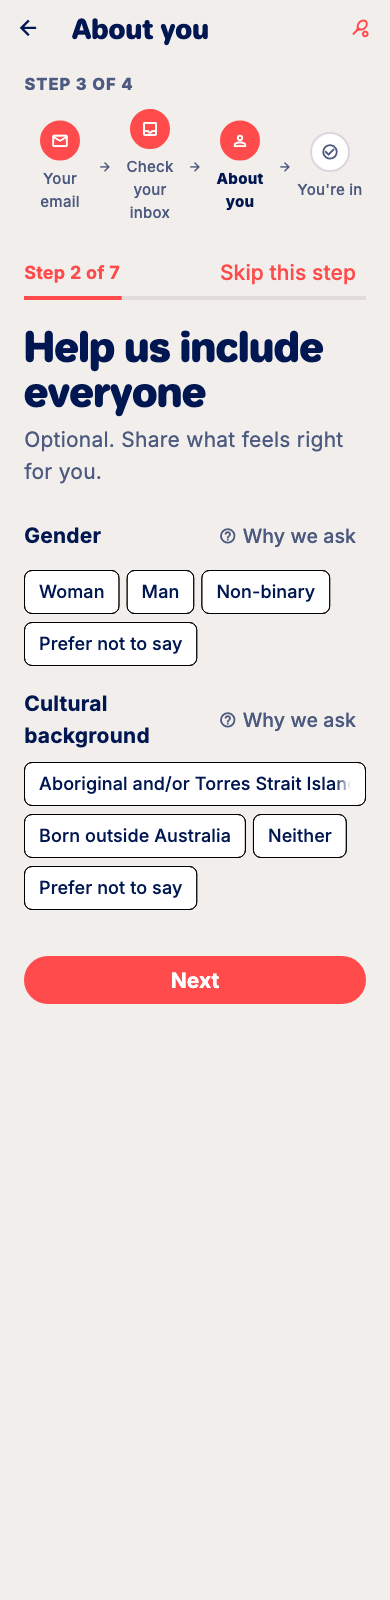 About you
STEP 3 OF 4
Your
email
Check
your
inbox
About
you
You're in
Step 2 of 7
Skip this step
Help us include
everyone
Optional. Share what feels right
for you.
Gender
Why we ask
Woman
Man
Non-binary
Prefer not to say
Cultural
background
Why we ask
Aboriginal and/or Torres Strait
Born outside Australia
Neither
Prefer not to say
Next